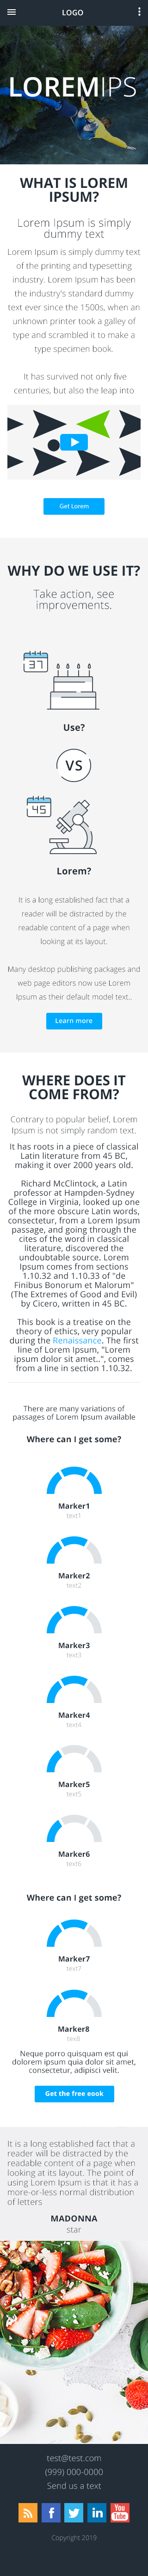 LOGO
LOREMIPS
WHAT IS LOREM
IPSUM?
Lorem Ipsum is simply
dummy text
Lorem Ipsum is simply dummy text
of the printing and typesetting
industry. Lorem Ipsum has been
the industry's standard dummy
text ever since the 1500s, when an
unknown printer took a galley of
type and scrambled it to make a
type specimen book.
It has survived not only five
centuries, but also the leap into
Get Lorem
WHY DO WE USE IT?
Take action, see
improvements.
37
Use?
VS
45
Lorem?
It is a long established fact that a
reader will be distracted by the
readable content of a page when
looking at its layout.
Many desktop publishing packages and
web page editors now use Lorem
Ipsum as their default model text..
Learn more
WHERE DOES IT
COME FROM?
Contrary to popular belief, Lorem
Ipsum is not simply random text.
It has roots in a piece of classical
Latin literature from 45 BC,
making it over 2000 years old.
Richard McClintock, a Latin
professor at Hampden-Sydney
College in Virginia, looked up one
of the more obscure Latin words,
consectetur, from a Lorem Ipsum
passage, and going through the
cites of the word in classical
literature, discovered the
undoubtable source. Lorem
Ipsum comes from sections
1.10.32 and 1.10.33 of "de
Finibus Bonorum et Malorum"
(The Extremes of Good and Evil)
by Cicero, written in 45 BC.
This book is a treatise on the
theory of ethics, very popular
during the Renaissance. The first
line of Lorem Ipsum, "Lorem
ipsum dolor sit amet..", comes
from a line in section 1.10.32.
There are many variations of
passages of Lorem Ipsum available
Where can I get some?
Marker1
text1
Marker2
text2
Marker3
text3
Marker4
text4
Marker5
text5
Marker6
text6
Where can I get some?
Marker7
text7
Marker8
tex8
Neque porro quisquam est qui
dolorem ipsum quia dolor sit amet,
consectetur, adipisci velit.
Get the free eook
It is a long established fact that a
reader will be distracted by the
readable content of a page when
looking at its layout. The point of
using Lorem Ipsum is that it has a
more-or-less normal distribution
of letters
MADONNA
star
test@test.com
(999) 000-0000
Send us a text
You
Tube
Copyright 2019